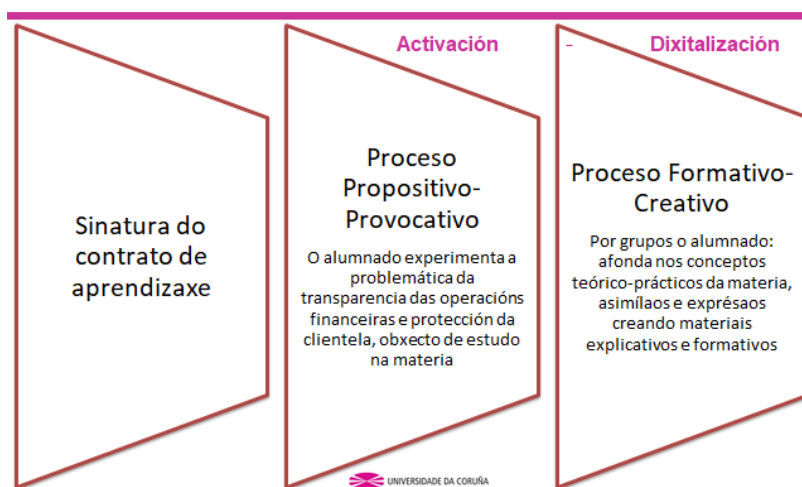 Sinatura do
contrato de
aprendizaxe
Activación
Proceso
Propositivo-
Provocativo
O alumnado experimenta a
problemática da
transparencia das operacións
financeiras e protección da
clientela, obxecto de estudo
na materia
- Dixitalización
Proceso Formativo-
Creativo
Por grupos o alumnado:
afonda nos conceptos
teórico-prácticos da materia,
asimílaos e exprésaos
creando materiais
explicativos e formativos
UNIVERSIDADE DA CORUÑA